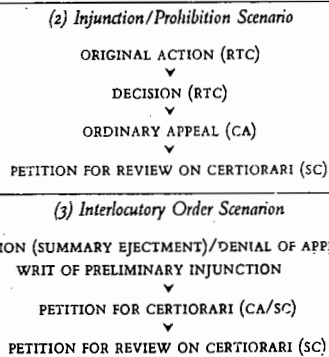 (2) Injunction/Prohibition Scenario
ORIGINAL ACTION (RTC)
DECISION (RTC)
ORDINARY APPEAL (CA)
PETITION FOR REVIEW ON CERTIORARI (SC)
(3) Interlocutory Order Scenarion
ION (SUMMARY EJECTMENT)/DENIAL OF APP
WRIT OF PRELIMINARY INJUNCTION
PETITION FOR CERTIORARI (CA/SC)
PETITION FOR REVIEW ON CERTIORARI (SC)